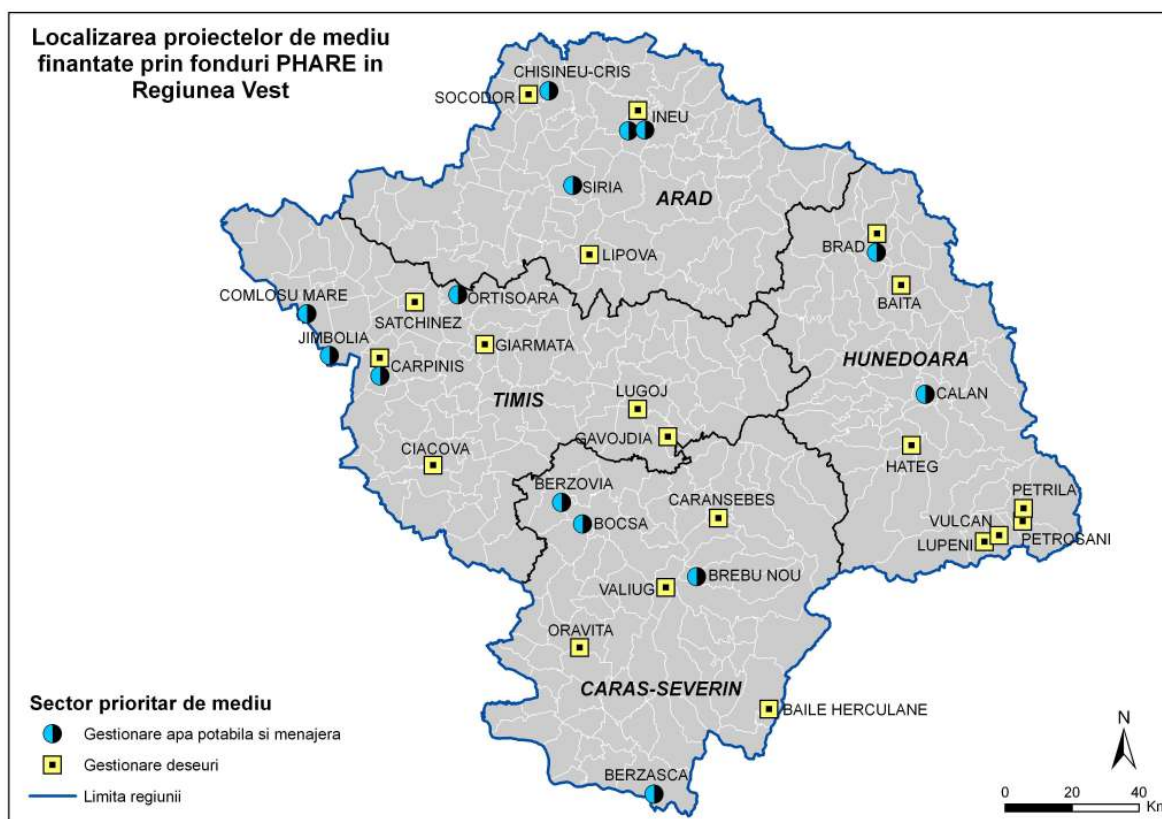 Localizarea proiectelor de mediu
finantate prin fonduri PHARE in
Regiunea Vest
CHISINEU-CRIS
SOCODOR
INEU
SIRIA
ARAD
LIPOVA
BRAD
BAITA
COMLOSU MARE
ORTISOARA
SATCHINEZ
JIMBOLIA
GIARMATA
CARPINIS
HUNEDOARA
CALAN
TIMIS
LUGOJ
GAVOJDIA
HATEG
CIACOVA
BERZOVIA
CARANSEBES
PETRILA
BOCSA
VULCAN
LUPENI
PETROSANI
BREBU NOU
VALIUG
ORAVITA
CARAS-SEVERIN
BAILE HERCULANE
BERZASCA
Sector prioritar de mediu
Gestionare apa potabila si menajera
Gestionare deseuri
Limita regiunii
N
0 20 40
Km